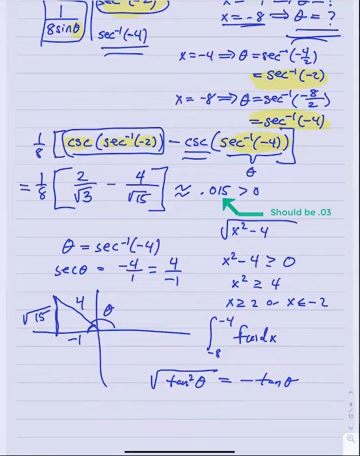 1/(8sinθ) sec⁻¹(-4)
x = -8 ⇒ θ = ?
x = -4 ⇒ θ = sec⁻¹(-4/2)
= sec⁻¹(-2)
x = -8 ⇒ θ = sec⁻¹(-8/2)
= sec⁻¹(-4)
1/8 [csc(sec⁻¹(-2)) - csc(sec⁻¹(-4))]
θ
= 1/8 [2/√3 - 4/√15] ≈ .015 > 0
Should be .03
√(x²-4)
θ = sec⁻¹(-4)
x²-4 ≥ 0
secθ = -4/1 = 4/-1
x² ≥ 4
x ≥ 2 or x ≤ -2
√15 4 θ
-1
∫₋₈⁻⁴ f(x)dx
√(tan²θ) = -tanθ